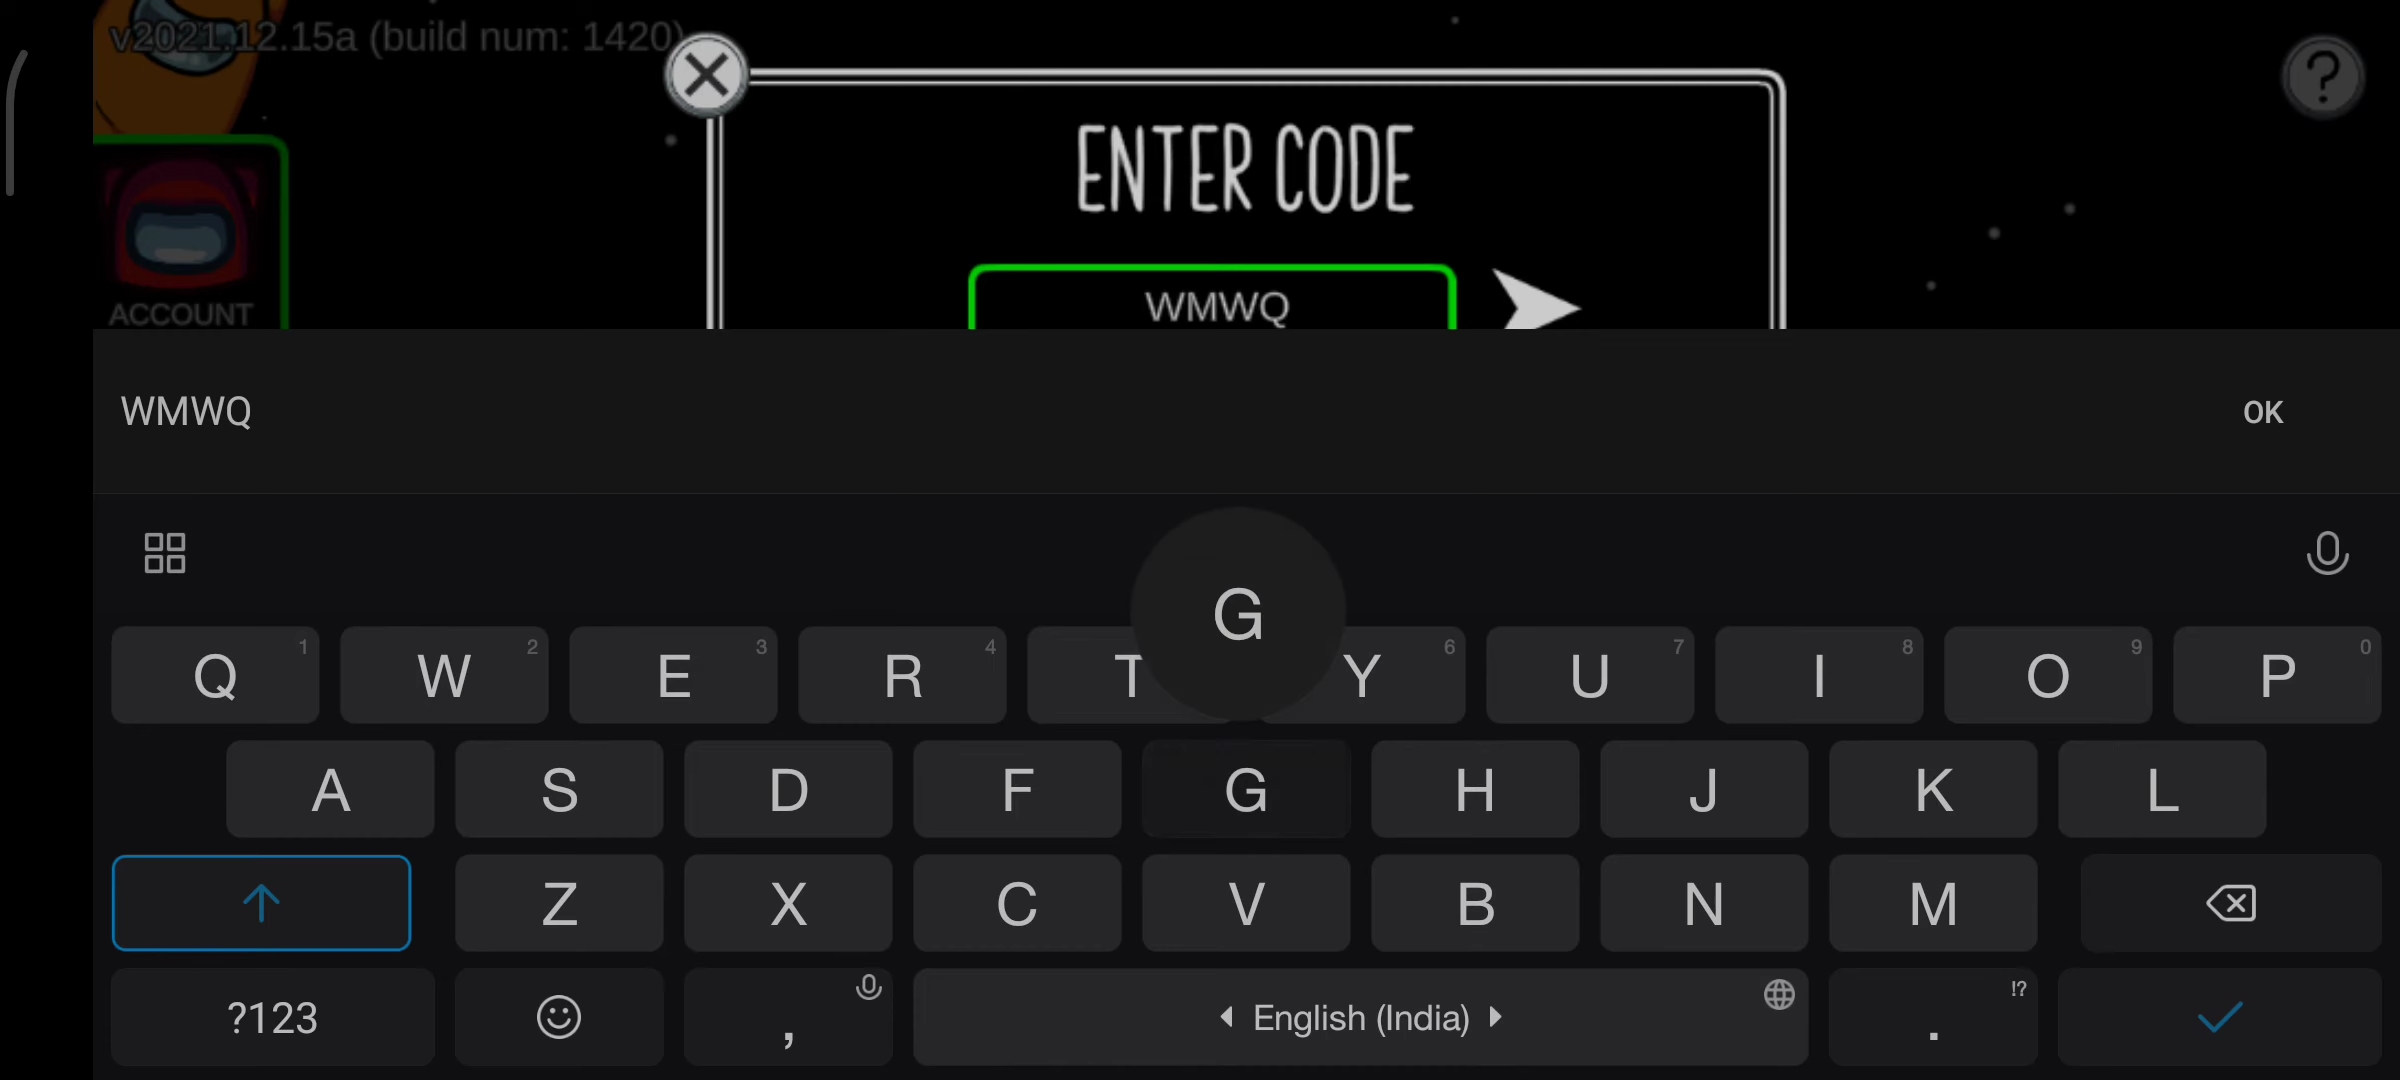 v2021.12.15a (build num: 1420)
ENTER CODE
ACCOUNT
WMWQ
WMWQ
OK
G
Q 1 W 2 E 3 R 4 T Y 6 U 7 I 8 O 9 P 0
A S D F G H J K L
Z X C V B N M
?123 , English (India) . !?